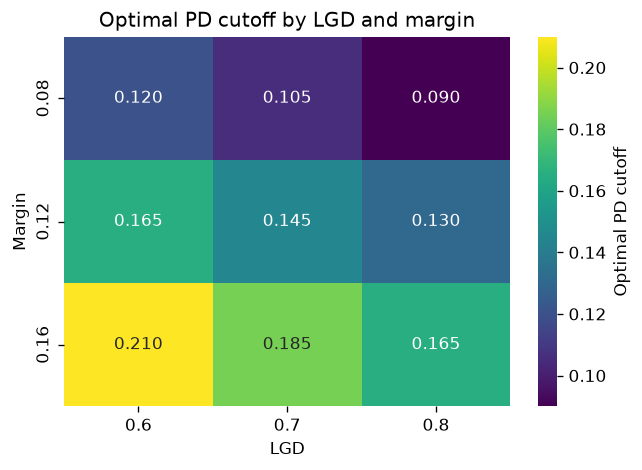 Optimal PD cutoff by LGD and margin
0.08 0.120 0.105 0.090
0.12 0.165 0.145 0.130
0.16 0.210 0.185 0.165
Margin
0.6 0.7 0.8
LGD
0.20
0.18
0.16
0.14
0.12
0.10
Optimal PD cutoff